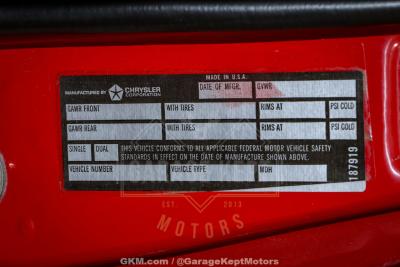 MADE IN U.S.A.
MANUFACTURED BY CHRYSLER CORPORATION
DATE OF MFGR. GVWR
GAWR FRONT WITH TIRES RIMS AT PSI COLD
GAWR REAR WITH TIRES RIMS AT PSI COLD
SINGLE DUAL THIS VEHICLE CONFORMS TO ALL APPLICABLE FEDERAL MOTOR VEHICLE SAFETY
STANDARDS IN EFFECT ON THE DATE OF MANUFACTURE SHOWN ABOVE.
VEHICLE NUMBER VEHICLE TYPE MDH
187919
EST. 2013
MOTORS
GKM.com / @GarageKeptMotors